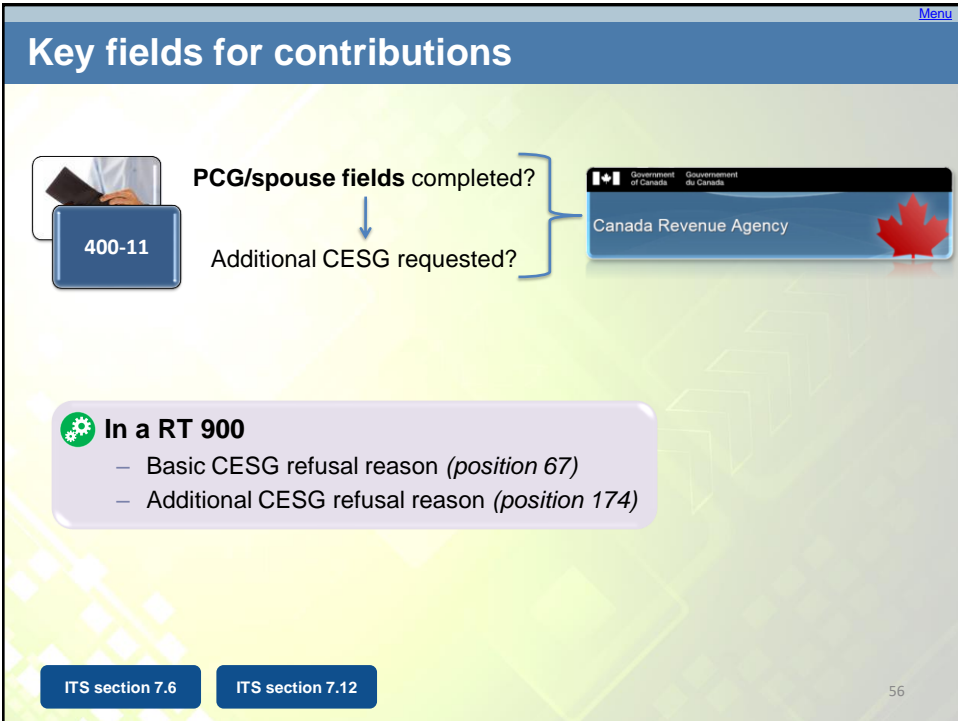 Menu
Key fields for contributions
400-11
PCG/spouse fields completed?
Additional CESG requested?
Government of Canada
Gouvernement du Canada
Canada Revenue Agency
In a RT 900
– Basic CESG refusal reason (position 67)
– Additional CESG refusal reason (position 174)
ITS section 7.6
ITS section 7.12
56